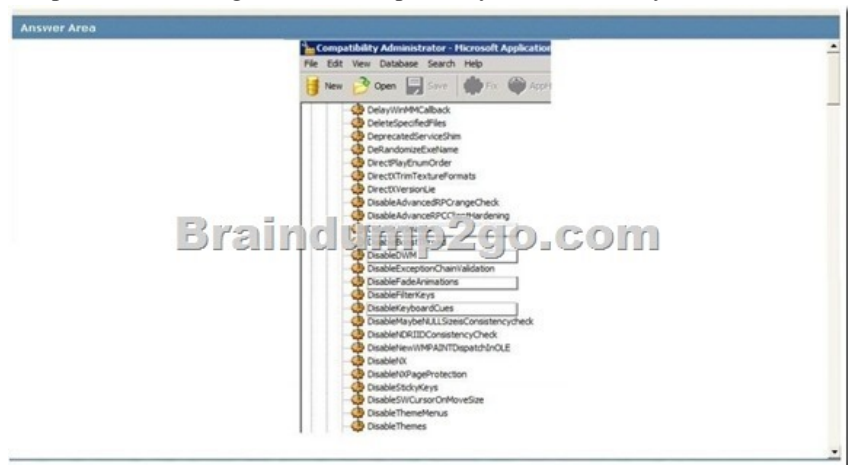 Answer Area
Compatibility Administrator - Microsoft Application
File Edit View Database Search Help
New Open Save Fix
DelayWinMMCallback
DeleteSpecifiedFiles
DeprecatedServiceShim
DeRandomizeExeName
DirectPlayEnumOrder
DirectXTrimTextureFormats
DirectXVersionLie
DisableAdvancedRPCrangeCheck
DisableAdvanceRPCClientHardening
Braindump2go.com
DisableDWM
DisableExceptionChainValidation
DisableFadeAnimations
DisableFilterKeys
DisableKeyboardCues
DisableMaybeNULLSizeisConsistencycheck
DisableNDRIIDConsistencyCheck
DisableNewWMPAINTDispatchInOLE
DisableNX
DisableNXPageProtection
DisableStickyKeys
DisableSWCursorOnMoveSize
DisableThemeMenus
DisableThemes